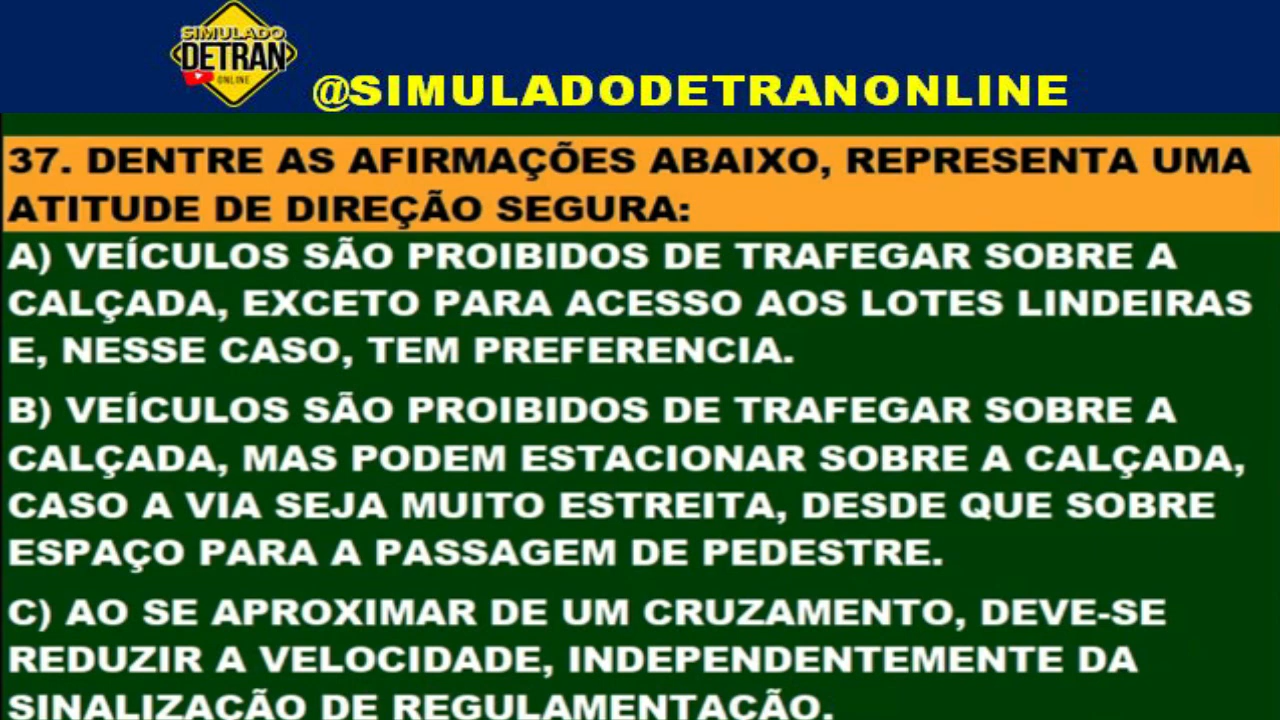 SIMULADO
DETRAN
ONLINE
@SIMULADODETRANONLINE
37. DENTRE AS AFIRMAÇÕES ABAIXO, REPRESENTA UMA
ATITUDE DE DIREÇÃO SEGURA:
A) VEÍCULOS SÃO PROIBIDOS DE TRAFEGAR SOBRE A
CALÇADA, EXCETO PARA ACESSO AOS LOTES LINDEIRAS
E, NESSE CASO, TEM PREFERENCIA.
B) VEÍCULOS SÃO PROIBIDOS DE TRAFEGAR SOBRE A
CALÇADA, MAS PODEM ESTACIONAR SOBRE A CALÇADA,
CASO A VIA SEJA MUITO ESTREITA, DESDE QUE SOBRE
ESPAÇO PARA A PASSAGEM DE PEDESTRE.
C) AO SE APROXIMAR DE UM CRUZAMENTO, DEVE-SE
REDUZIR A VELOCIDADE, INDEPENDENTEMENTE DA
SINALIZAÇÃO DE REGULAMENTAÇÃO.